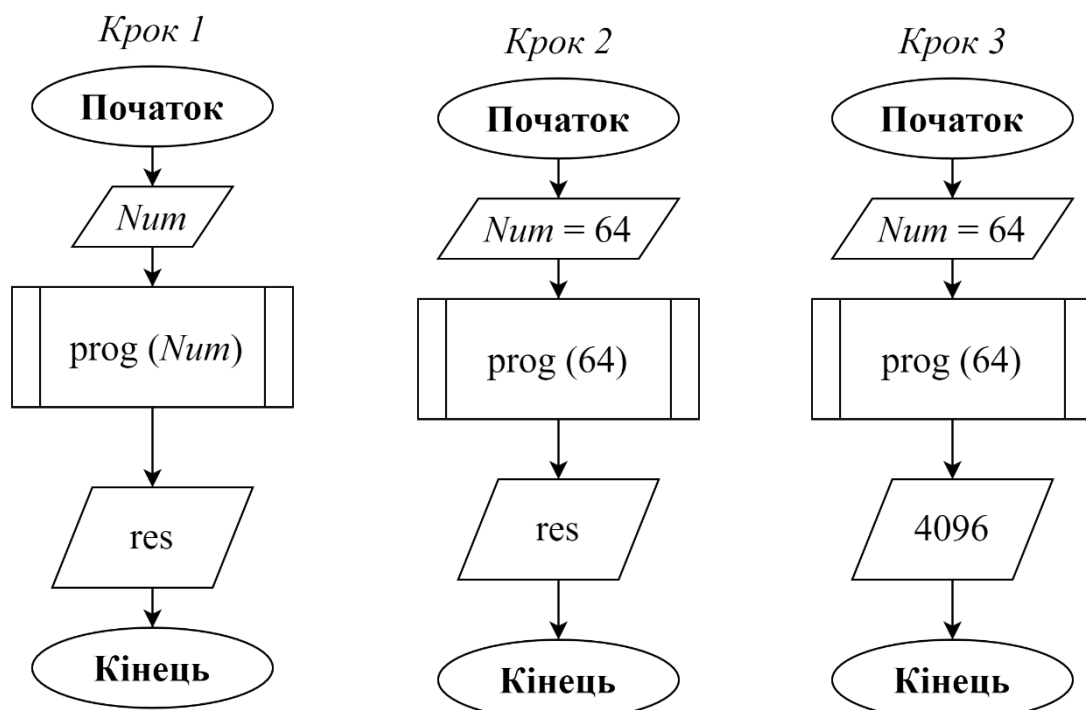 Крок 1
Початок
Num
prog (Num)
res
Кінець
Крок 2
Початок
Num = 64
prog (64)
res
Кінець
Крок 3
Початок
Num = 64
prog (64)
4096
Кінець